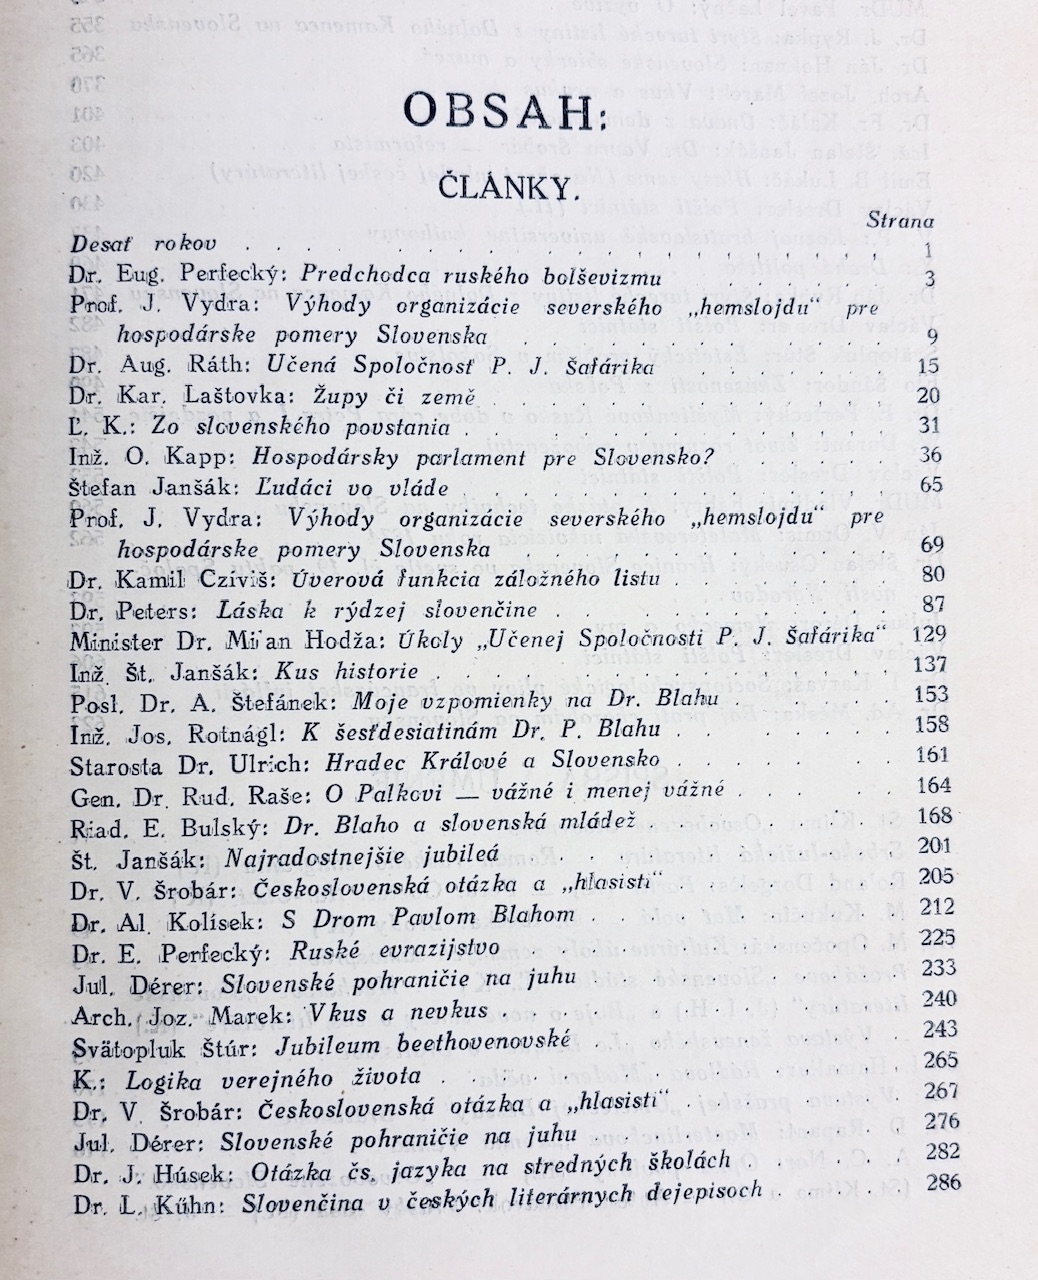 OBSAH:
ČLÁNKY.
Strana
Desať rokov . . . . . . . . . . . . . . . . . . 1
Dr. Eug. Perfecký: Predchodca ruského bolševizmu . . . . . . 3
Prof. J. Vydra: Výhody organizácie severského „hemslojdu“ pre
hospodárske pomery Slovenska . . . . . . . . . . 9
Dr. Aug. Ráth: Učená Spoločnosť P. J. Šafárika . . . . . . . 15
Dr. Kar. Laštovka: Župy či země . . . . . . . . . . . 20
Ľ. K.: Zo slovenského povstania . . . . . . . . . . . 31
Inž. O. Kapp: Hospodársky parlament pre Slovensko? . . . . 36
Štefan Janšák: Ľudáci vo vláde . . . . . . . . . . . 65
Prof. J. Vydra: Výhody organizácie severského „hemslojdu“ pre
hospodárske pomery Slovenska . . . . . . . . . . 69
Dr. Kamil Cziviš: Úverová funkcia záložného listu . . . . . . 80
Dr. Peters: Láska k rýdzej slovenčine . . . . . . . . . 87
Minister Dr. Milan Hodža: Úkoly „Učenej Spoločnosti P. J. Šafárika“ 129
Inž. Št. Janšák: Kus historie . . . . . . . . . . . . 137
Posl. Dr. A. Štefánek: Moje vzpomienky na Dr. Blahu . . . . 153
Inž. Jos. Rotnágl: K šesťdesiatinám Dr. P. Blahu . . . . . . 158
Starosta Dr. Ulrich: Hradec Králové a Slovensko . . . . . . 161
Gen. Dr. Rud. Raše: O Palkovi — vážné i menej vážné . . . . 164
Riad. E. Bulský: Dr. Blaho a slovenská mládež . . . . . . . 168
Št. Janšák: Najradostnejšie jubileá . . . . . . . . . . 201
Dr. V. Šrobár: Československá otázka a „hlasisti“ . . . . . . 205
Dr. Al. Kolísek: S Drom Pavlom Blahom . . . . . . . . 212
Dr. E. Perfecký: Ruské evrazijstvo . . . . . . . . . . 225
Jul. Dérer: Slovenské pohraničie na juhu . . . . . . . . 233
Arch. Joz. Marek: Vkus a nevkus . . . . . . . . . . 240
Svätopluk Štúr: Jubileum beethovenovské . . . . . . . . 243
K.: Logika verejného života . . . . . . . . . . . . 265
Dr. V. Šrobár: Československá otázka a „hlasisti“ . . . . . . 267
Jul. Dérer: Slovenské pohraničie na juhu . . . . . . . . 276
Dr. J. Húsek: Otázka čs. jazyka na stredných školách . . . . 282
Dr. L. Kühn: Slovenčina v českých literárnych dejepisoch . . . 286